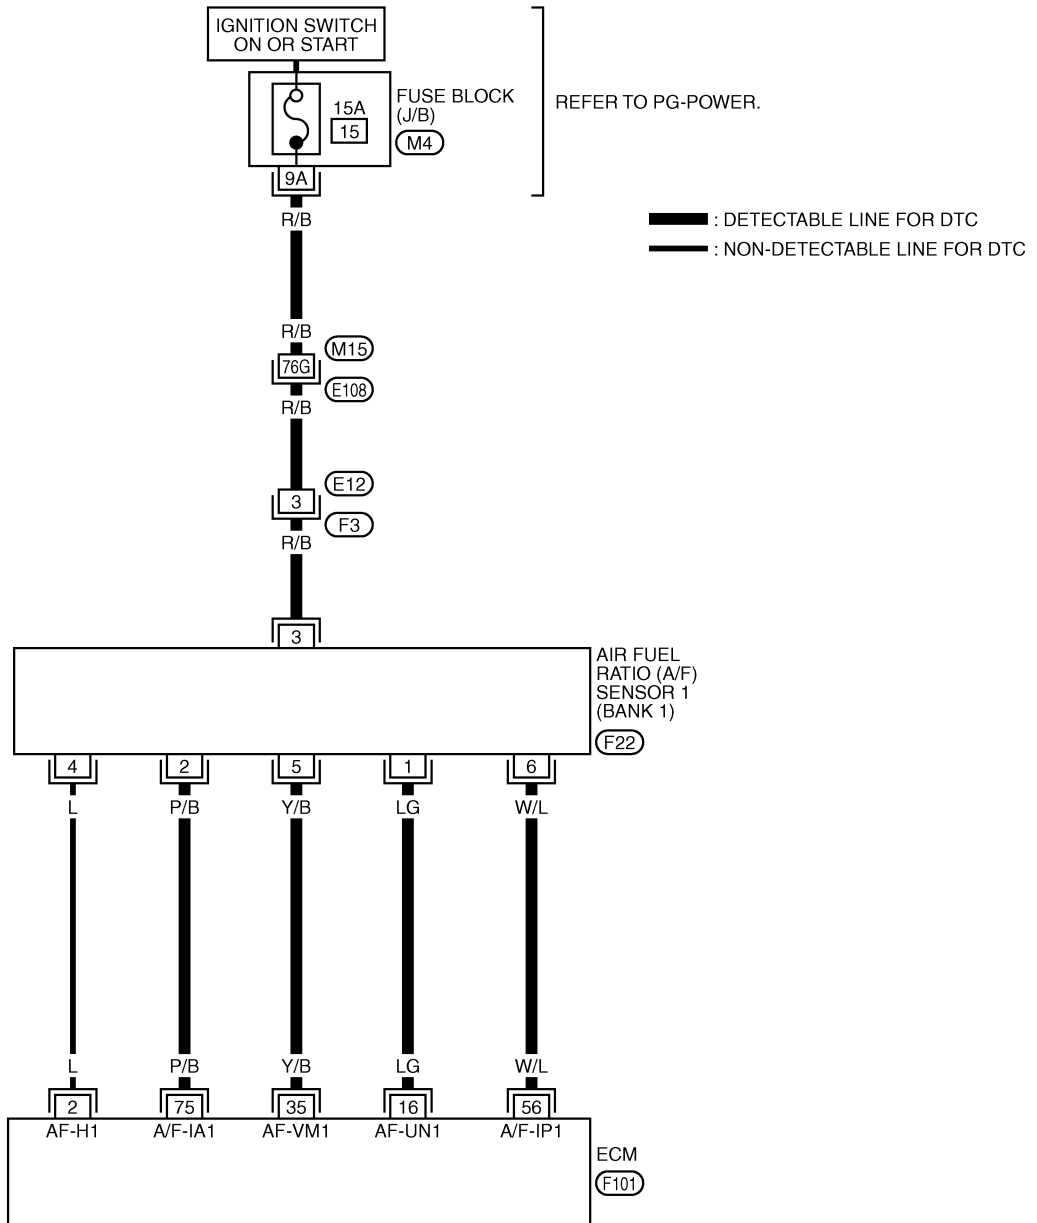 IGNITION SWITCH
ON OR START
FUSE BLOCK
(J/B)
M4
15A
15
9A
REFER TO PG-POWER.
: DETECTABLE LINE FOR DTC
: NON-DETECTABLE LINE FOR DTC
R/B
R/B
M15
76G
E108
R/B
E12
3
F3
R/B
3
AIR FUEL
RATIO (A/F)
SENSOR 1
(BANK 1)
F22
4 2 5 1 6
L P/B Y/B LG W/L
L P/B Y/B LG W/L
2 75 35 16 56
AF-H1 A/F-IA1 AF-VM1 AF-UN1 A/F-IP1
ECM
F101